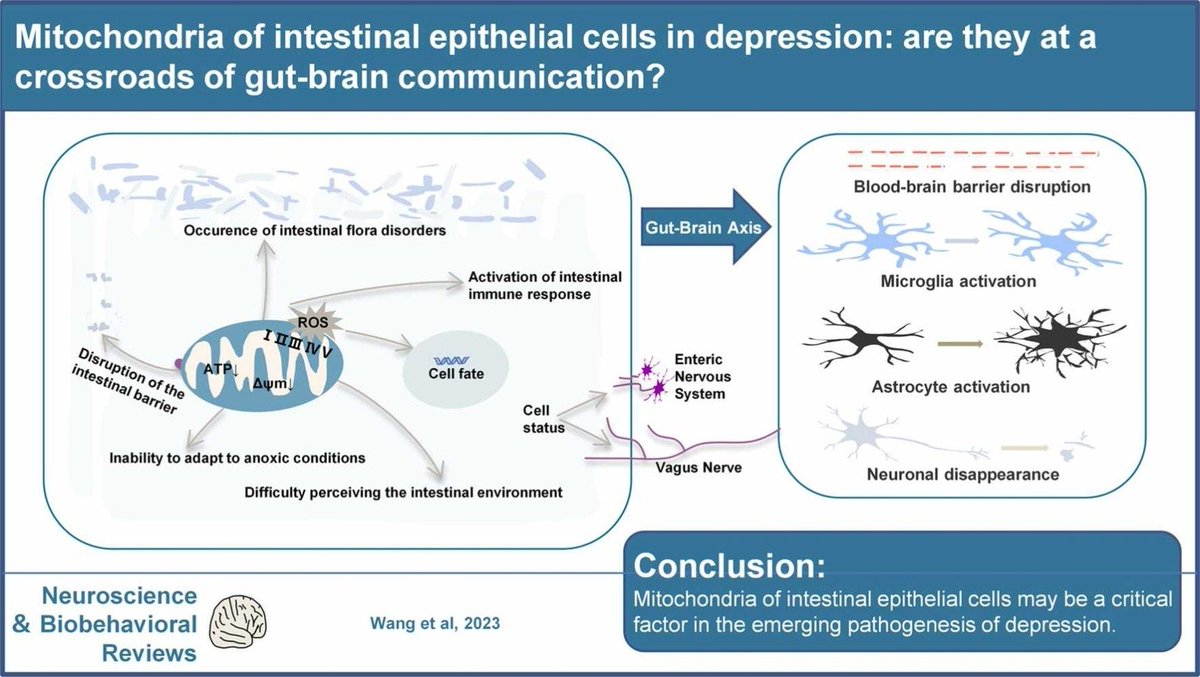 Mitochondria of intestinal epithelial cells in depression: are they at a
crossroads of gut-brain communication?
Occurence of intestinal flora disorders
Activation of intestinal
immune response
ROS
I II III IV V
ATP↓
Δψm↓
Cell fate
Disruption of the
intestinal barrier
Inability to adapt to anoxic conditions
Difficulty perceiving the intestinal environment
Cell
status
Enteric
Nervous
System
Vagus Nerve
Gut-Brain Axis
Blood-brain barrier disruption
Microglia activation
Astrocyte activation
Neuronal disappearance
Conclusion:
Mitochondria of intestinal epithelial cells may be a critical
factor in the emerging pathogenesis of depression.
Neuroscience
& Biobehavioral
Reviews
Wang et al, 2023